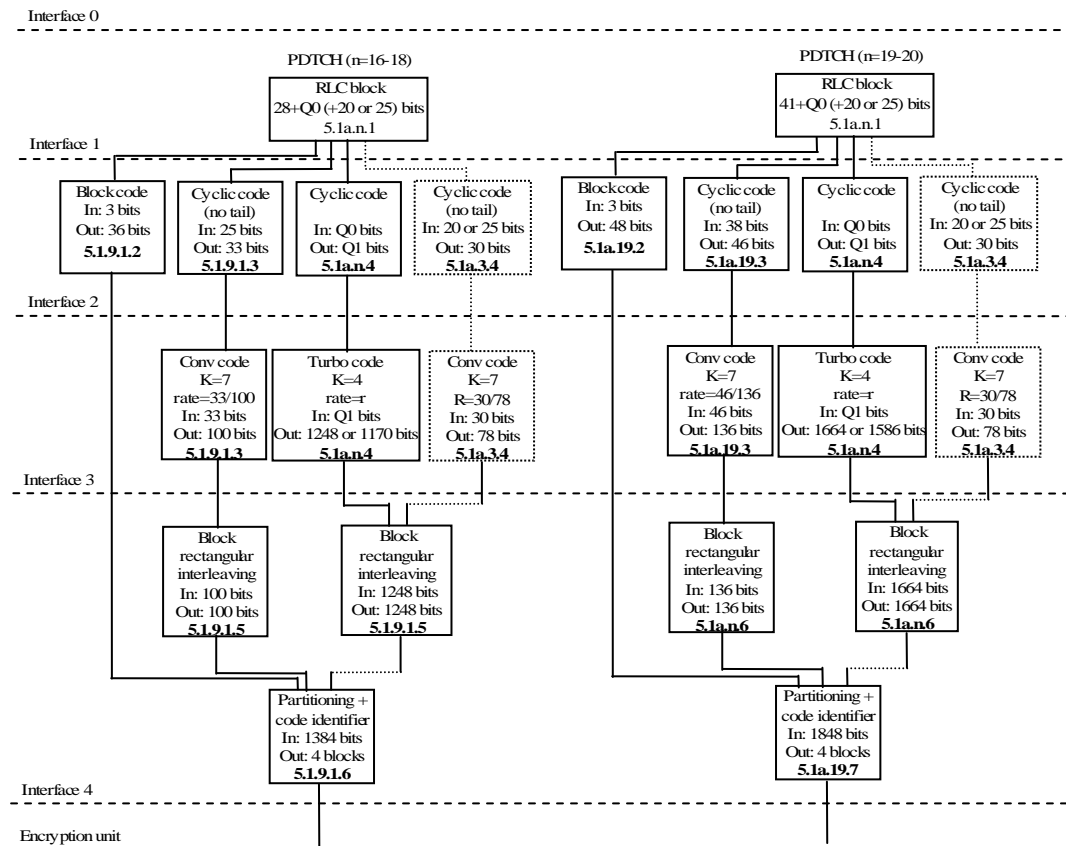 Interface 0
PDTCH (n=16-18)
RLC block
28+Q0 (+20 or 25) bits
5.1a.n.1
PDTCH (n=19-20)
RLC block
41+Q0 (+20 or 25) bits
5.1a.n.1
Interface 1
Block code
In: 3 bits
Out: 36 bits
5.1.9.1.2
Cyclic code
(no tail)
In: 25 bits
Out: 33 bits
5.1.9.1.3
Cyclic code
In: Q0 bits
Out: Q1 bits
5.1a.n.4
Cyclic code
(no tail)
In: 20 or 25 bits
Out: 30 bits
5.1a.3.4
Block code
In: 3 bits
Out: 48 bits
5.1a.19.2
Cyclic code
(no tail)
In: 38 bits
Out: 46 bits
5.1a.19.3
Cyclic code
In: Q0 bits
Out: Q1 bits
5.1a.n.4
Cyclic code
(no tail)
In: 20 or 25 bits
Out: 30 bits
5.1a.3.4
Interface 2
Conv code
K=7
rate=33/100
In: 33 bits
Out: 100 bits
5.1.9.1.3
Turbo code
K=4
rate=r
In: Q1 bits
Out: 1248 or 1170 bits
5.1a.n.4
Conv code
K=7
R=30/78
In: 30 bits
Out: 78 bits
5.1a.3.4
Conv code
K=7
rate=46/136
In: 46 bits
Out: 136 bits
5.1a.19.3
Turbo code
K=4
rate=r
In: Q1 bits
Out: 1664 or 1586 bits
5.1a.n.4
Conv code
K=7
R=30/78
In: 30 bits
Out: 78 bits
5.1a.3.4
Interface 3
Block
rectangular
interleaving
In: 100 bits
Out: 100 bits
5.1.9.1.5
Block
rectangular
interleaving
In: 1248 bits
Out: 1248 bits
5.1.9.1.5
Block
rectangular
interleaving
In: 136 bits
Out: 136 bits
5.1a.n.6
Block
rectangular
interleaving
In: 1664 bits
Out: 1664 bits
5.1a.n.6
Partitioning +
code identifier
In: 1384 bits
Out: 4 blocks
5.1.9.1.6
Partitioning +
code identifier
In: 1848 bits
Out: 4 blocks
5.1a.19.7
Interface 4
Encryption unit